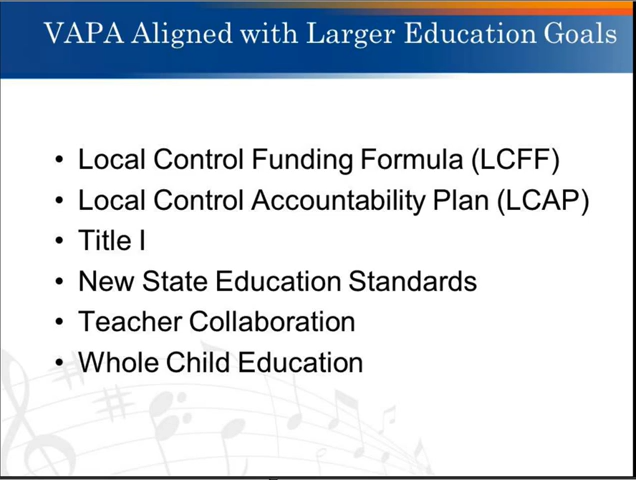 VAPA Aligned with Larger Education Goals
• Local Control Funding Formula (LCFF)
• Local Control Accountability Plan (LCAP)
• Title I
• New State Education Standards
• Teacher Collaboration
• Whole Child Education